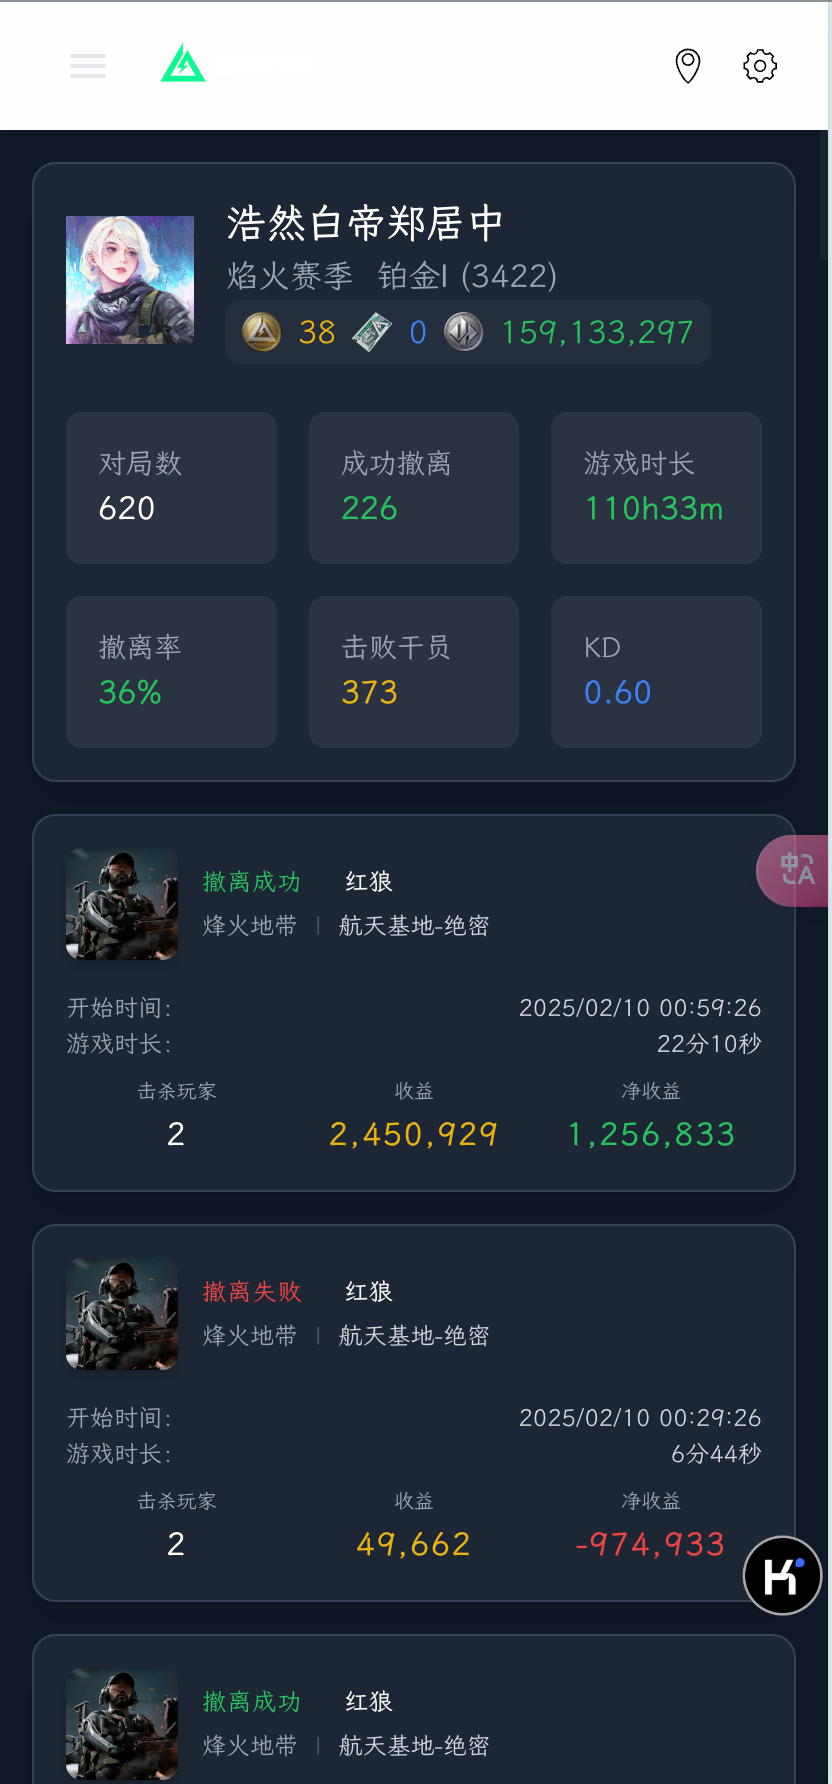 浩然白帝郑居中
焰火赛季 铂金I (3422)
38 0 159,133,297
对局数 成功撤离 游戏时长
620 226 110h33m
撤离率 击败干员 KD
36% 373 0.60
撤离成功 红狼
烽火地带 | 航天基地-绝密
开始时间: 2025/02/10 00:59:26
游戏时长: 22分10秒
击杀玩家 收益 净收益
2 2,450,929 1,256,833
撤离失败 红狼
烽火地带 | 航天基地-绝密
开始时间: 2025/02/10 00:29:26
游戏时长: 6分44秒
击杀玩家 收益 净收益
2 49,662 -974,933
撤离成功 红狼
烽火地带 | 航天基地-绝密
中A
K